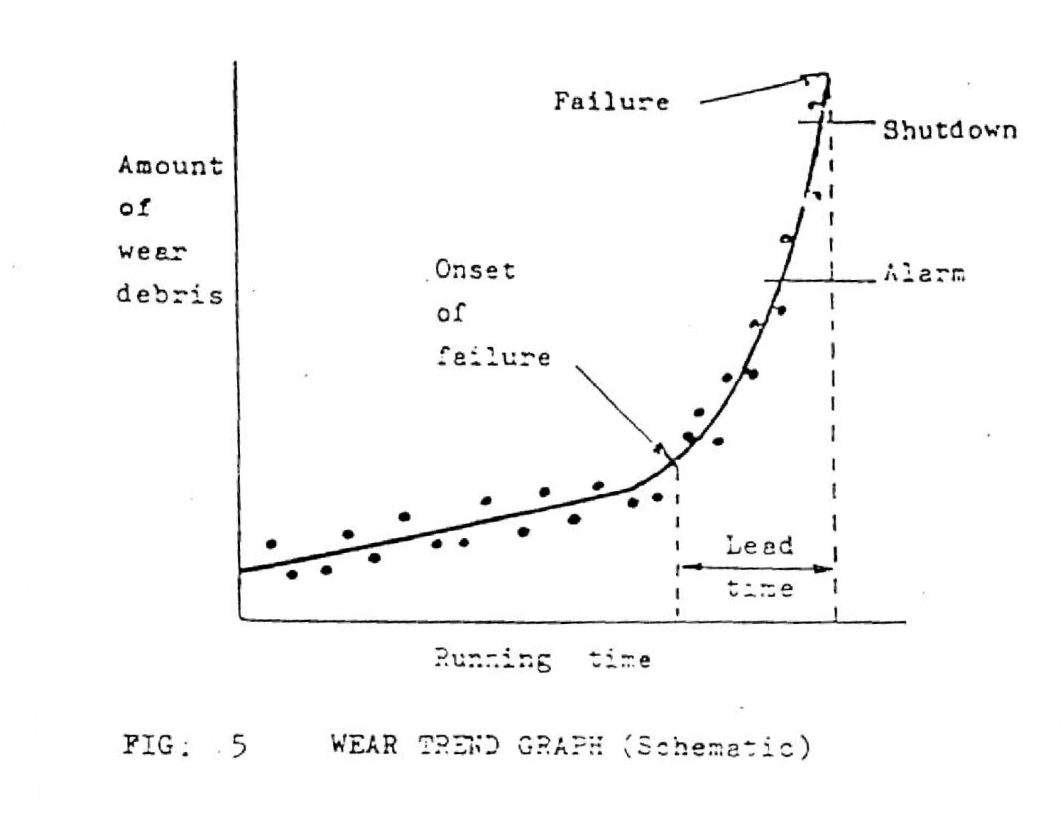 Failure
Shutdown
Amount
of
wear
debris
Alarm
Onset
of
failure
Lead
time
Running time
FIG: 5 WEAR TREND GRAPH (Schematic)